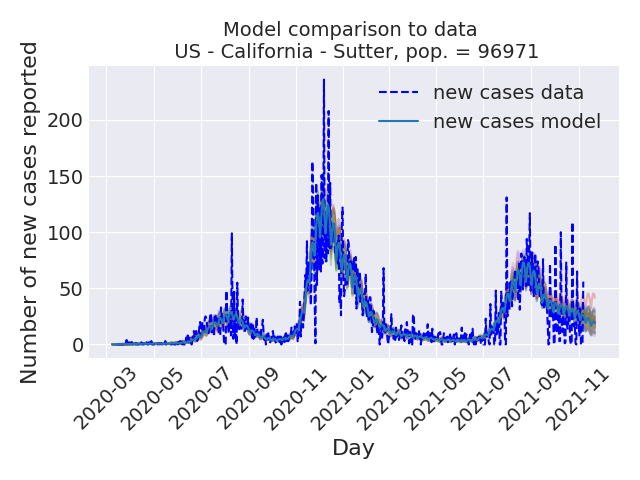 Model comparison to data
US - California - Sutter, pop. = 96971
Number of new cases reported
new cases data
new cases model
200
150
100
50
0
2020-03
2020-05
2020-07
2020-09
2020-11
2021-01
2021-03
2021-05
2021-07
2021-09
2021-11
Day